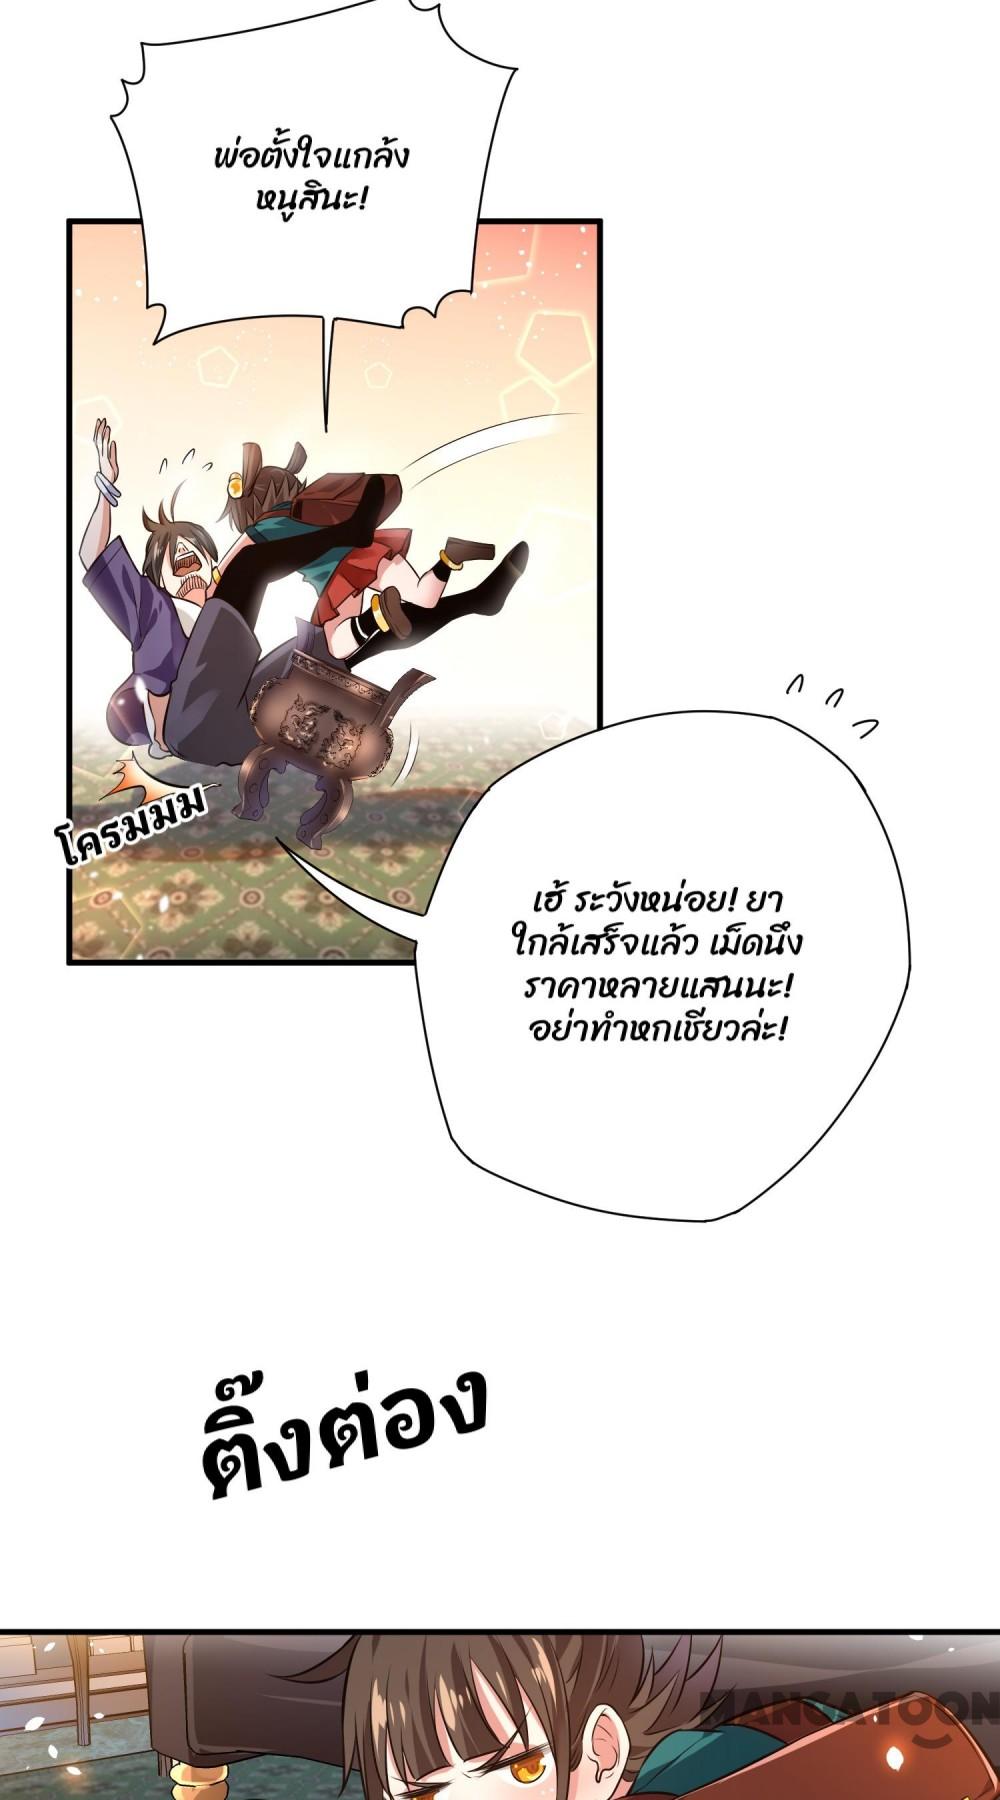 พ่อตั้งใจแกล้ง
หนูสินะ!
โครมมม
เฮ้ ระวังหน่อย! ยา
ใกล้เสร็จแล้ว เม็ดนึง
ราคาหลายแสนนะ!
อย่าทำหกเชียวล่ะ!
ติ๊งต่อง
MANGATOON